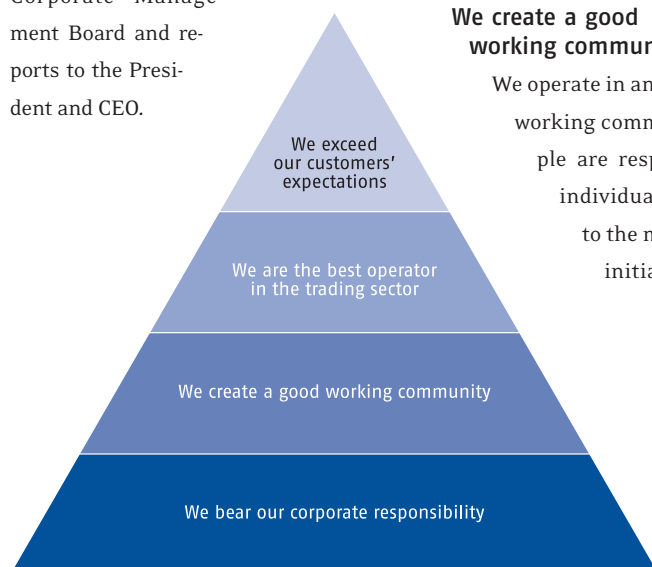 Corporate Manage
ment Board and re-
ports to the Presi-
dent and CEO.
We exceed
our customers’
expectations
We are the best operator
in the trading sector
We create a good working community
We bear our corporate responsibility
We create a good
working commun
We operate in an
working comm
ple are resp
individua
to the m
initia